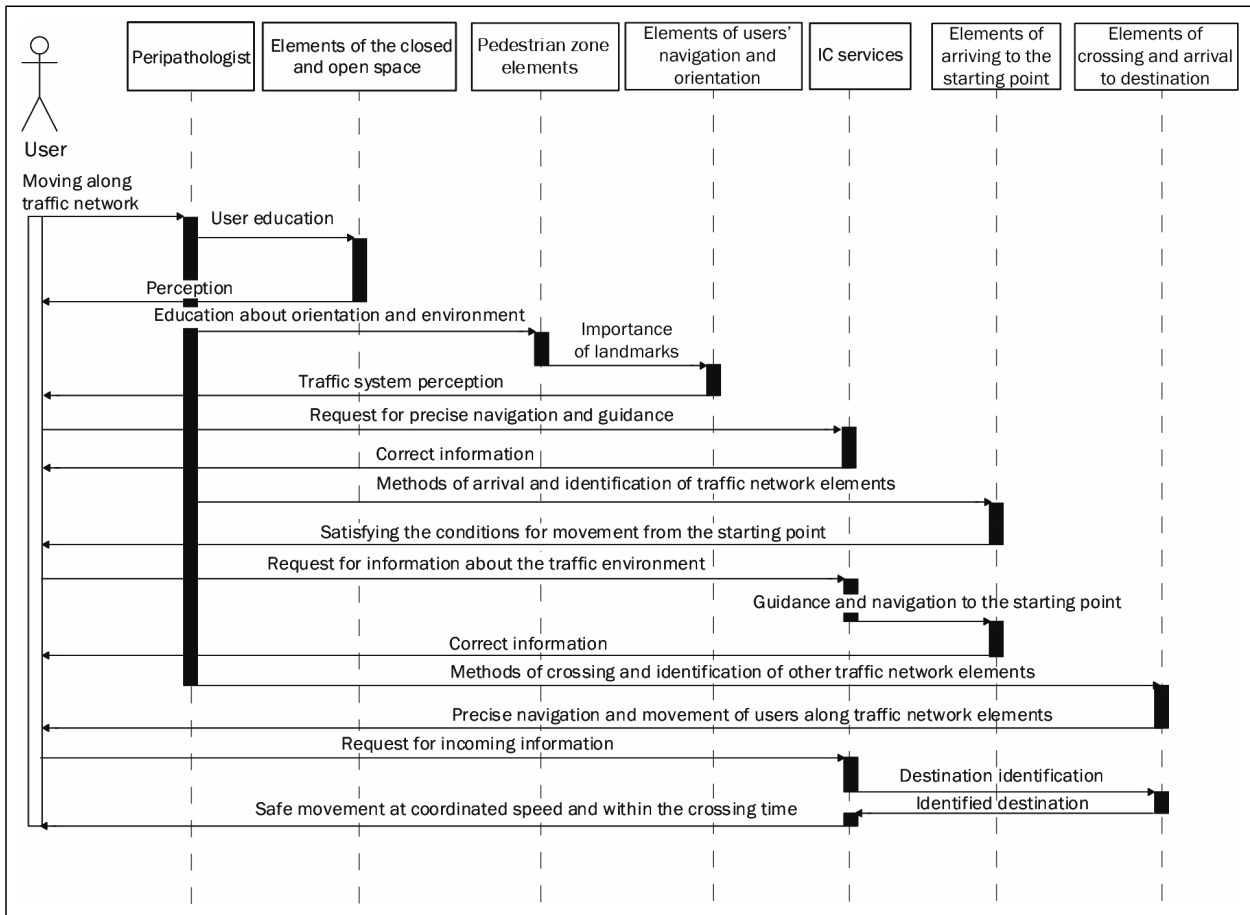 Peripathologist
Elements of the closed
and open space
Pedestrian zone
elements
Elements of users'
navigation and
orientation
IC services
Elements of
arriving to the
starting point
Elements of
crossing and arrival
to destination
User
Moving along
traffic network
User education
Perception
Education about orientation and environment
Importance
of landmarks
Traffic system perception
Request for precise navigation and guidance
Correct information
Methods of arrival and identification of traffic network elements
Satisfying the conditions for movement from the starting point
Request for information about the traffic environment
Guidance and navigation to the starting point
Correct information
Methods of crossing and identification of other traffic network elements
Precise navigation and movement of users along traffic network elements
Request for incoming information
Destination identification
Identified destination
Safe movement at coordinated speed and within the crossing time